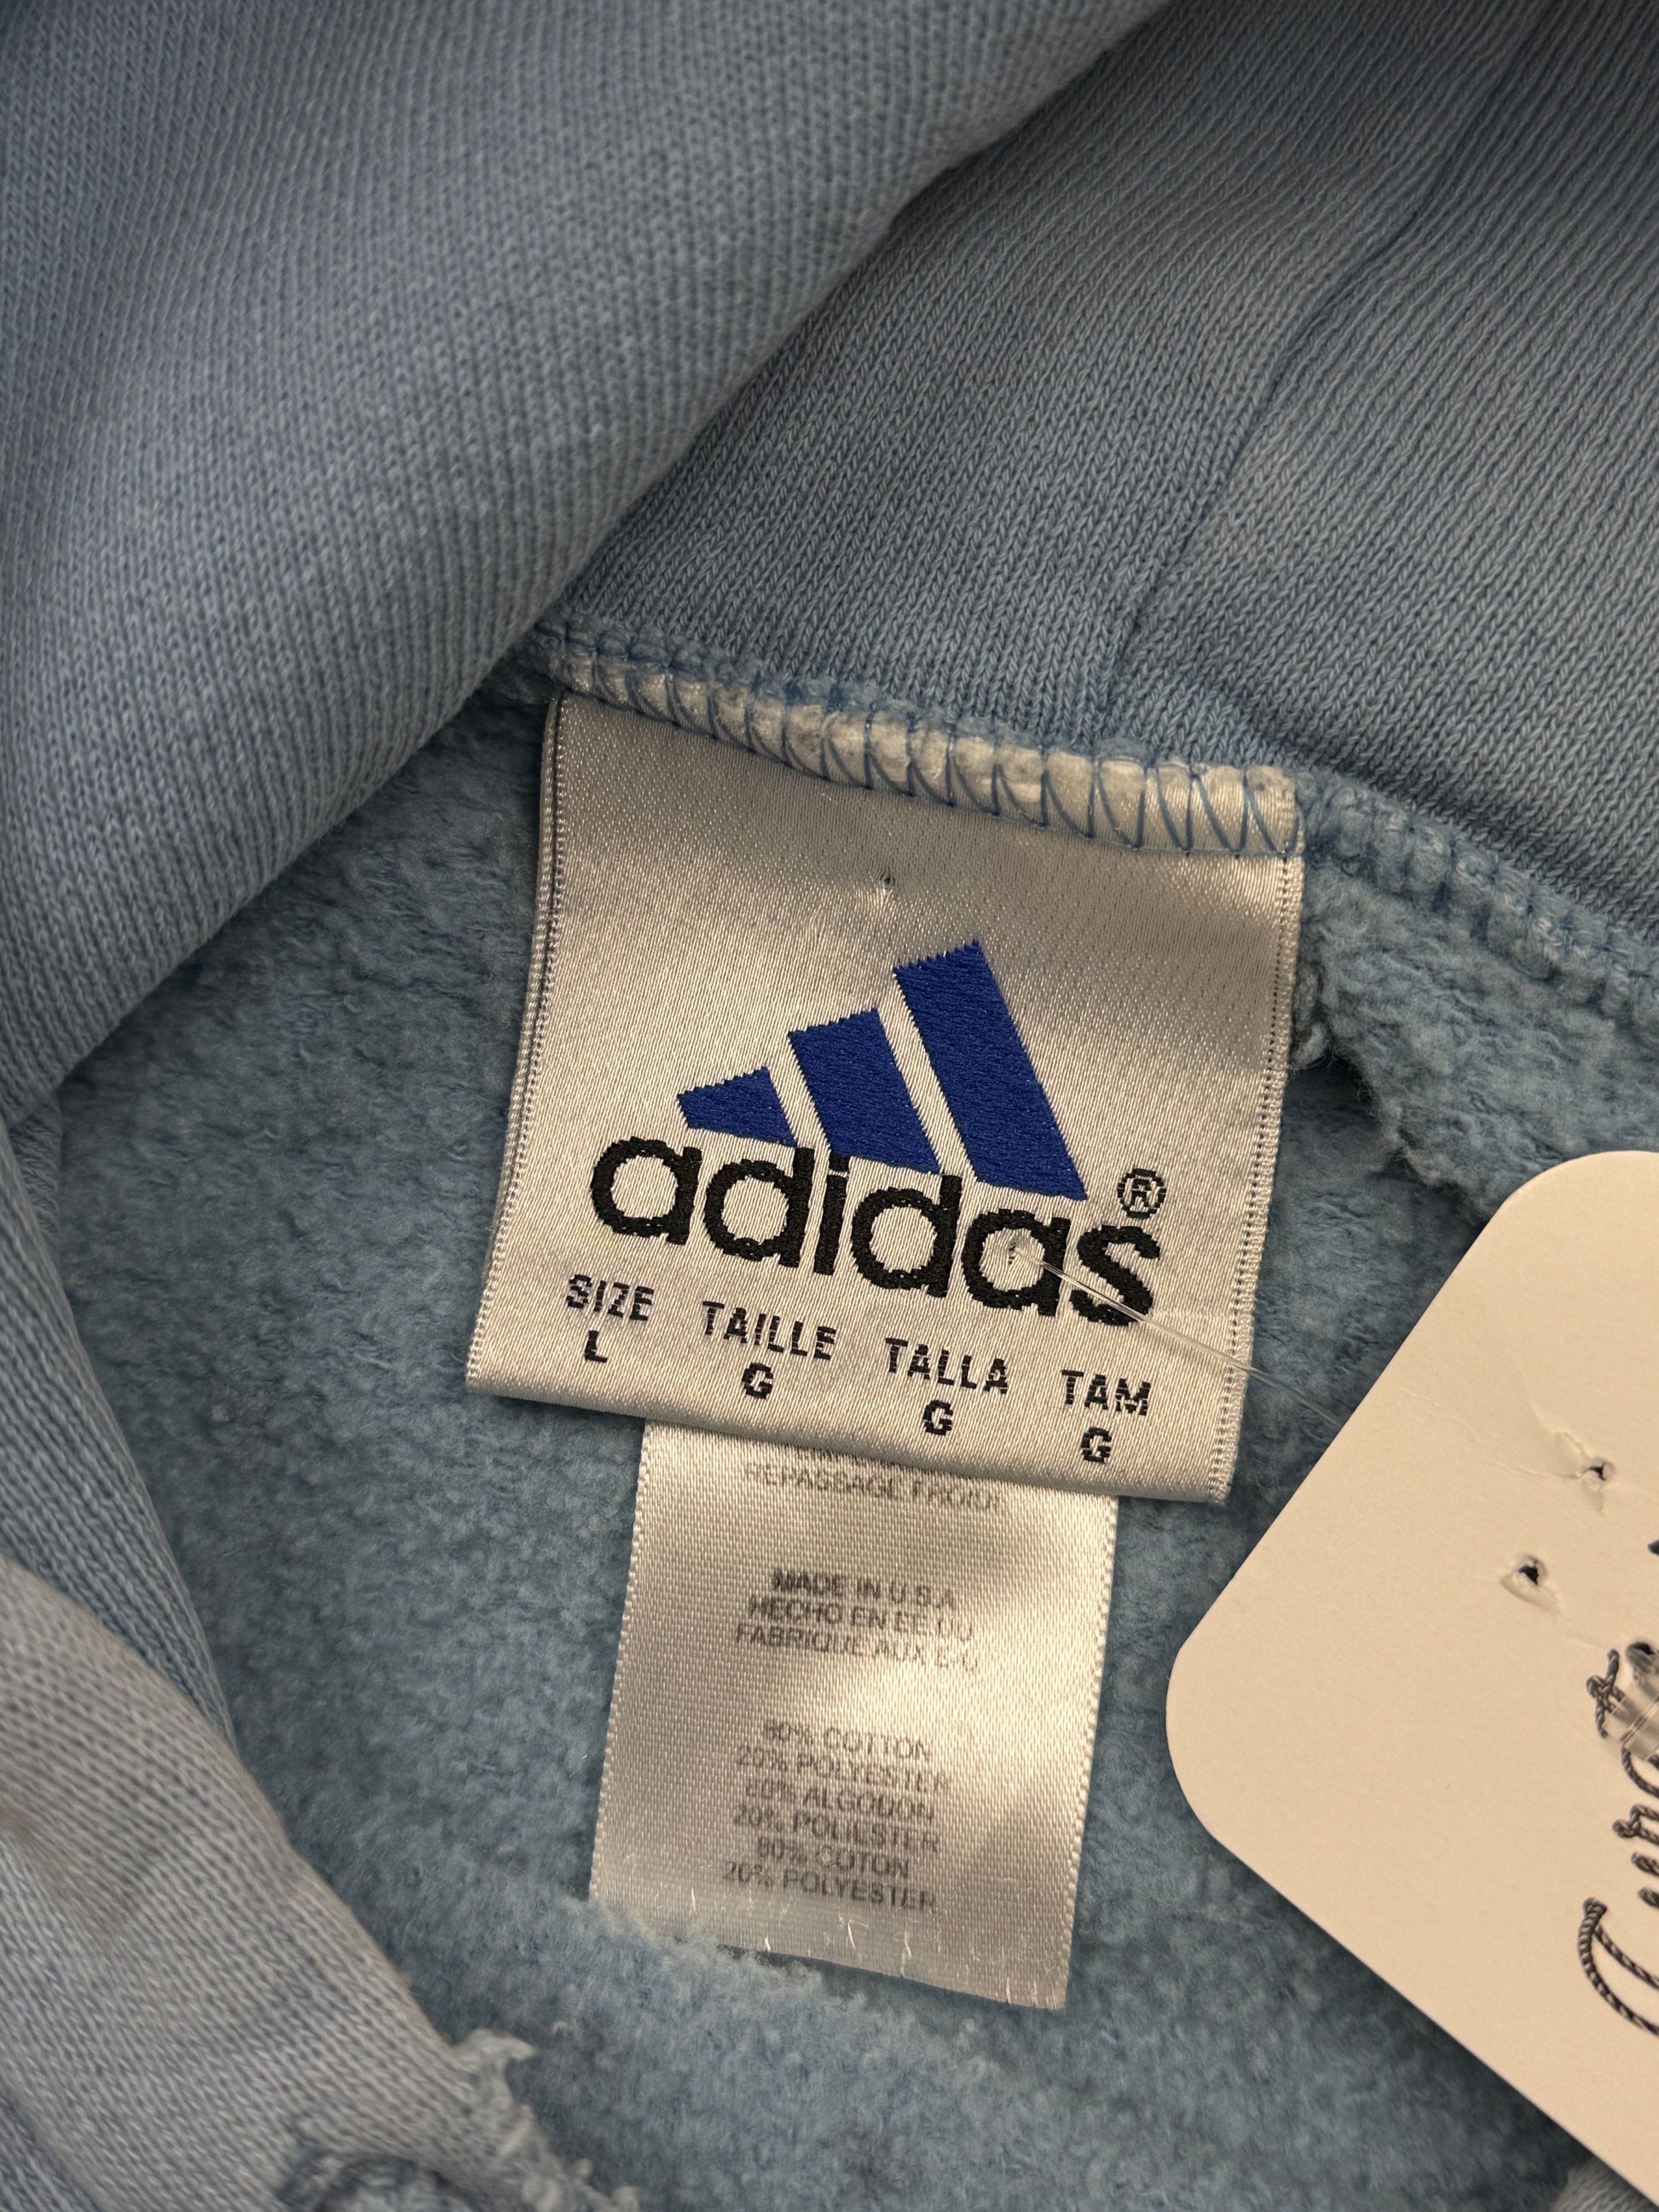 adidas®
SIZE TAILLE TALLA TAM
L G G G
REPASSAGE FROID
MADE IN U.S.A
HECHO EN EE.UU
FABRIQUE AUX E-U
80% COTTON
20% POLYESTER
80% ALGODON
20% POLIESTER
80% COTON
20% POLYESTER